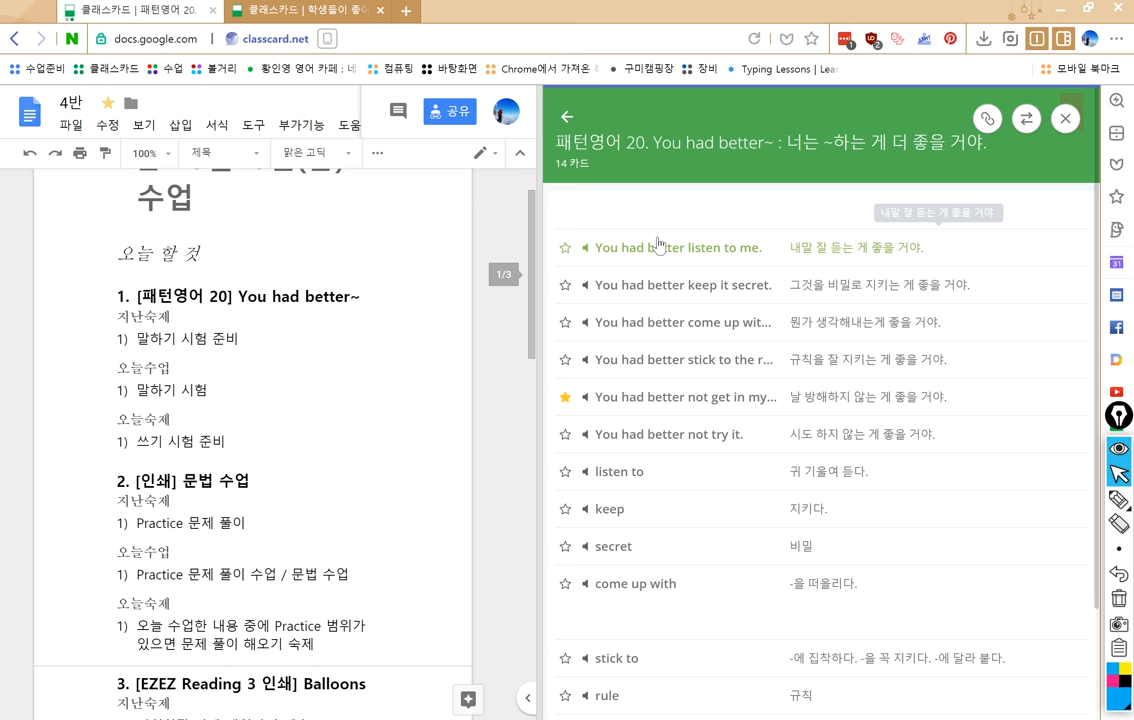 클래스카드 | 패턴영어 20.
클래스카드 | 학생들이 좋아
N
docs.google.com
classcard.net
수업준비
클래스카드
수업
볼거리
황인영 영어 카페 : 네
컴퓨팅
바탕화면
Chrome에서 가져온
구미캠핑장
장비
Typing Lessons | Lear
모바일 북마크
4반
공유
파일 수정 보기 삽입 서식 도구 부가기능 도움
100%
제목
맑은 고딕
수업
오늘 할 것
1. [패턴영어 20] You had better~
지난숙제
1) 말하기 시험 준비
오늘수업
1) 말하기 시험
오늘숙제
1) 쓰기 시험 준비
2. [인쇄] 문법 수업
지난숙제
1) Practice 문제 풀이
오늘수업
1) Practice 문제 풀이 수업 / 문법 수업
오늘숙제
1) 오늘 수업한 내용 중에 Practice 범위가
있으면 문제 풀이 해오기 숙제
3. [EZEZ Reading 3 인쇄] Balloons
지난숙제
1/3
패턴영어 20. You had better~ : 너는 ~하는 게 더 좋을 거야.
14 카드
내말 잘 듣는 게 좋을 거야
You had better listen to me. 내말 잘 듣는 게 좋을 거야.
You had better keep it secret. 그것을 비밀로 지키는 게 좋을 거야.
You had better come up wit... 뭔가 생각해내는게 좋을 거야.
You had better stick to the r... 규칙을 잘 지키는 게 좋을 거야.
You had better not get in my... 날 방해하지 않는 게 좋을 거야.
You had better not try it. 시도 하지 않는 게 좋을 거야.
listen to 귀 기울여 듣다.
keep 지키다.
secret 비밀
come up with -을 떠올리다.
stick to -에 집착하다. -을 꼭 지키다. -에 달라 붙다.
rule 규칙